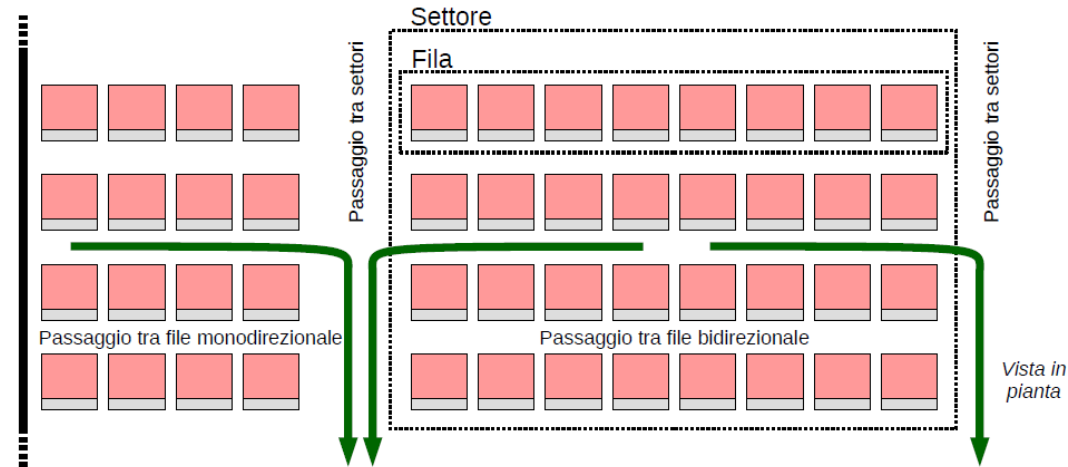 Settore
Fila
Passaggio tra settori
Passaggio tra settori
Passaggio tra file monodirezionale
Passaggio tra file bidirezionale
Vista in
pianta